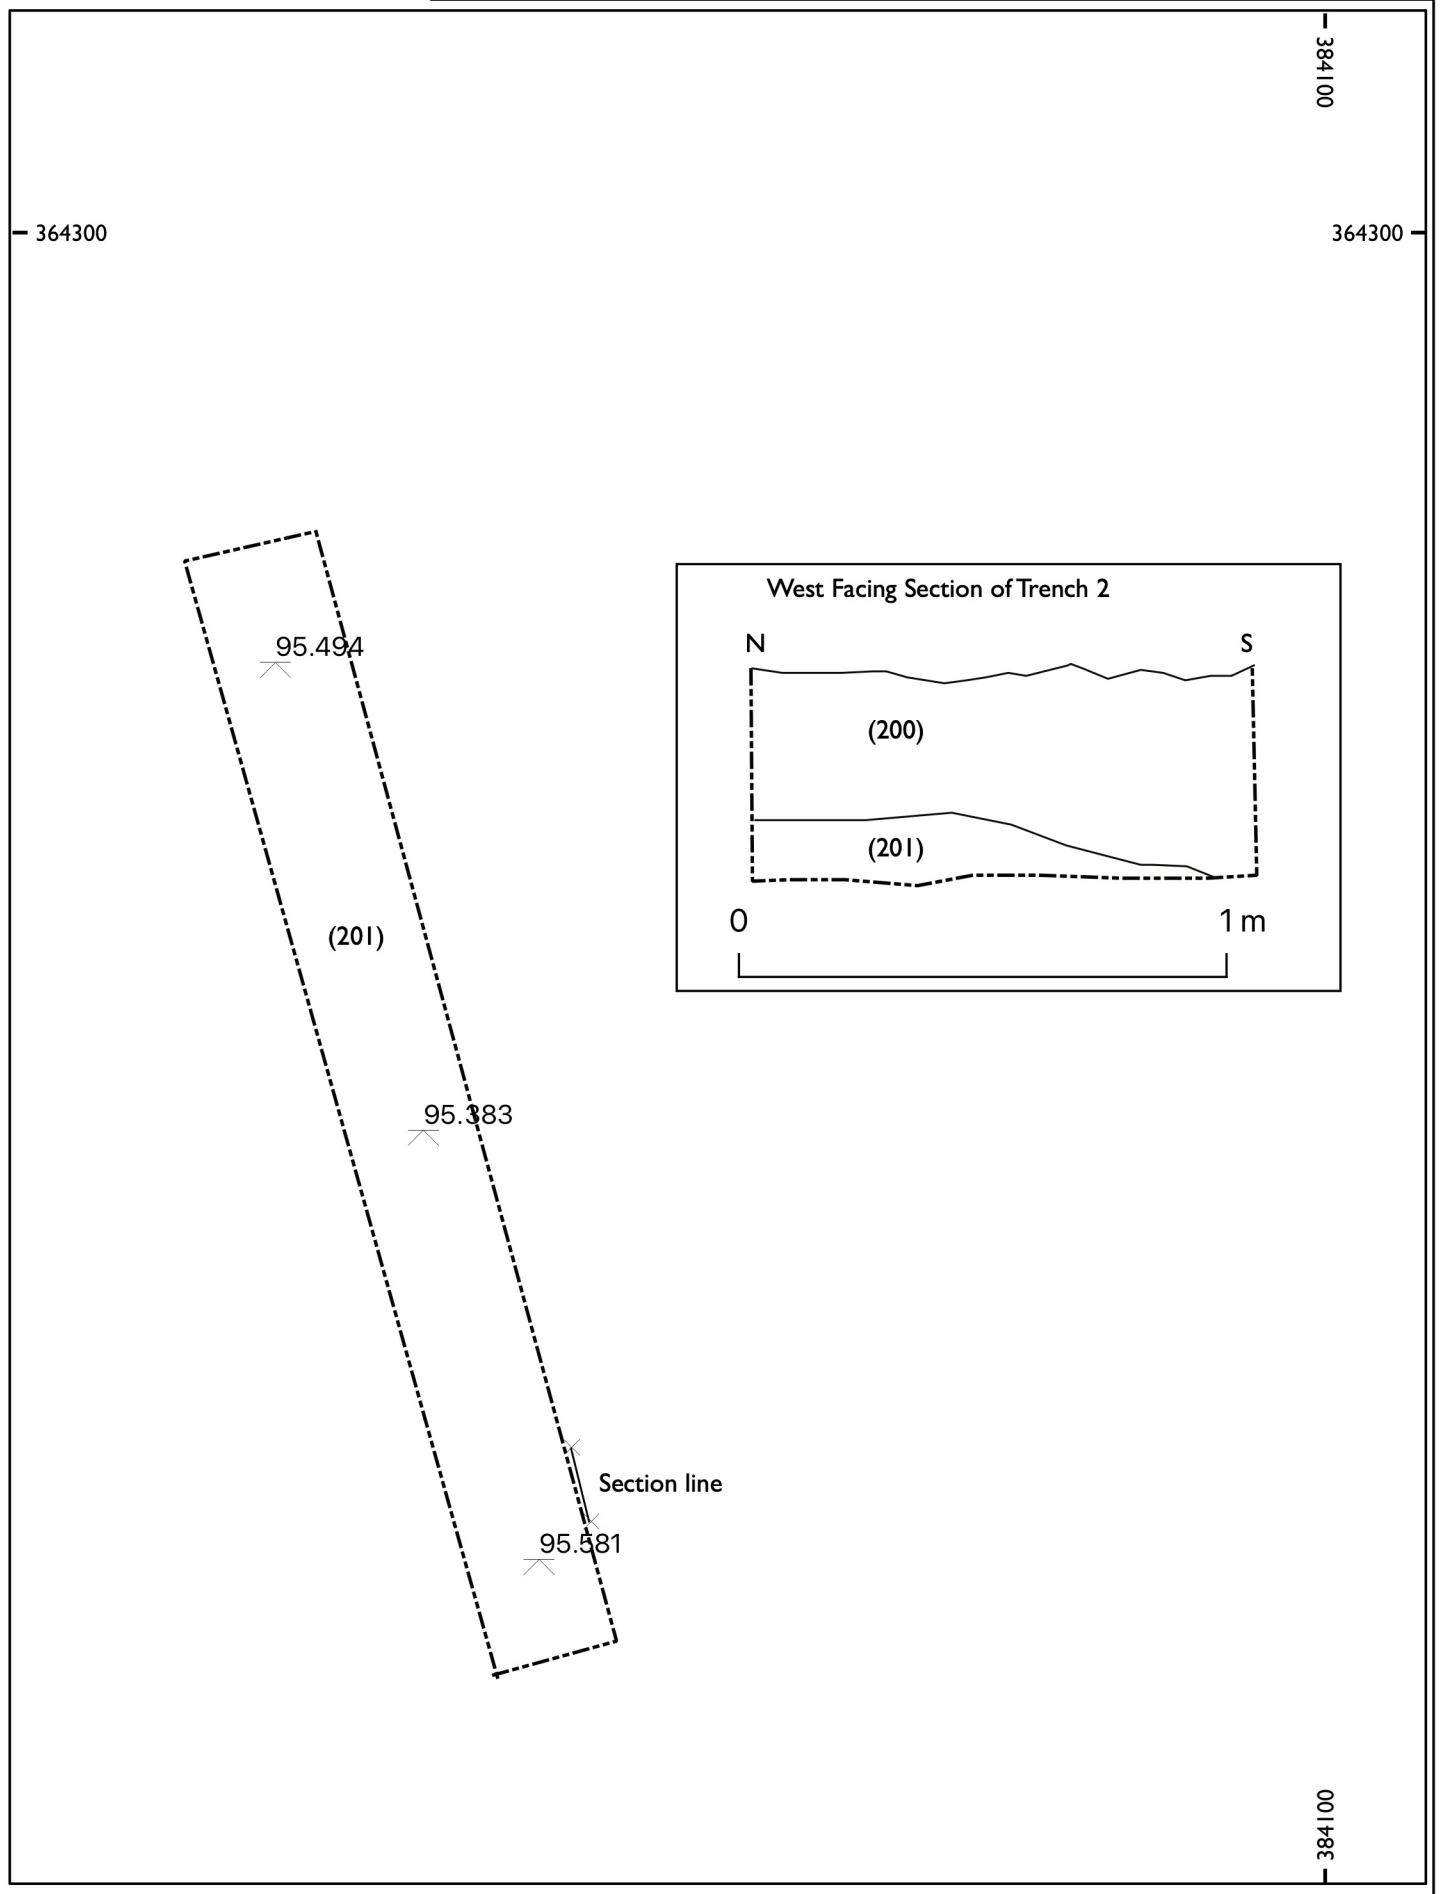 384100
364300
364300
West Facing Section of Trench 2
N
S
95.494
(200)
(201)
0
1 m
(201)
95.383
Section line
95.581
384100